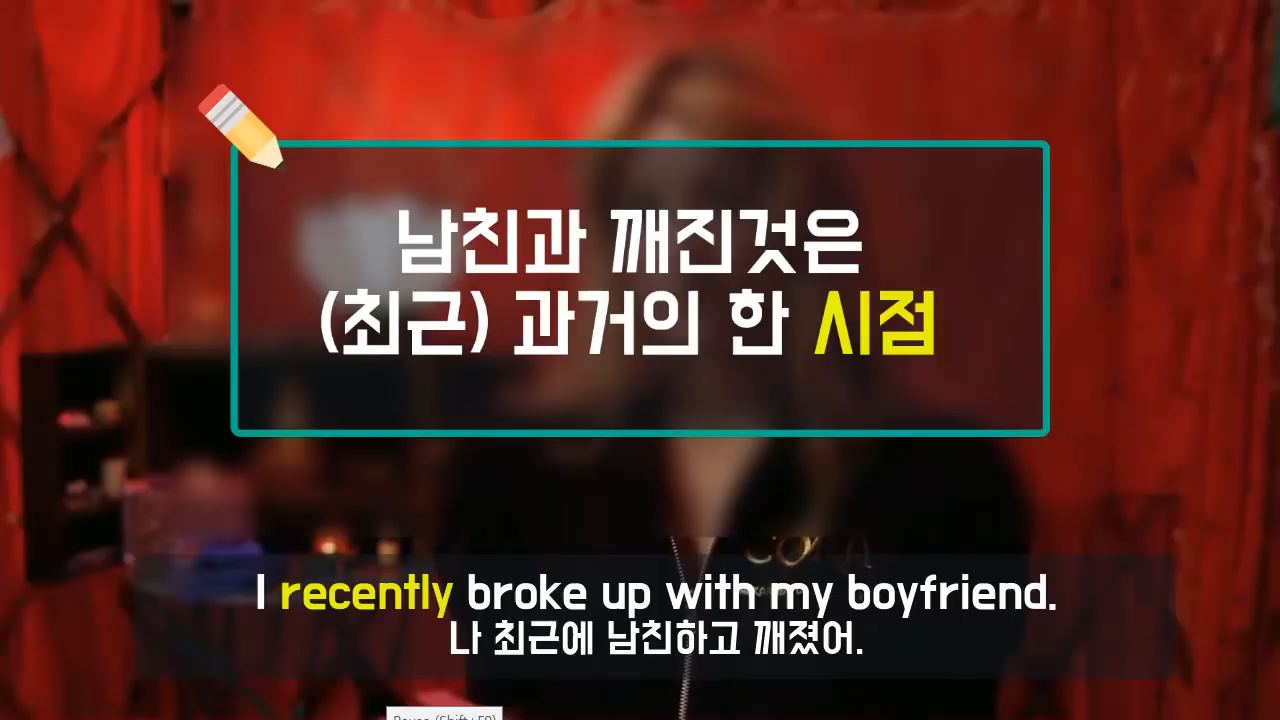 남친과 깨진것은
(최근) 과거의 한 시점
I recently broke up with my boyfriend.
나 최근에 남친하고 깨졌어.